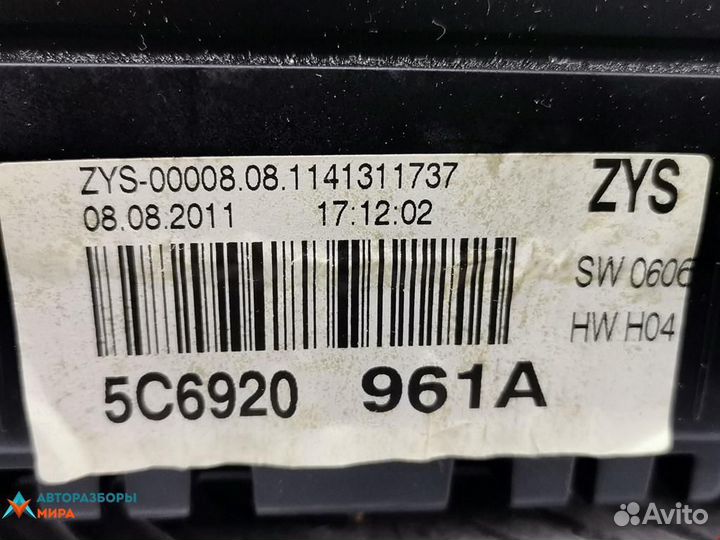 ZYS-00008.08.1141311737
08.08.2011 17:12:02
ZYS
SW 0606
HW H04
5C6920 961A
АВТОРАЗБОРЫ
МИРА
Avito